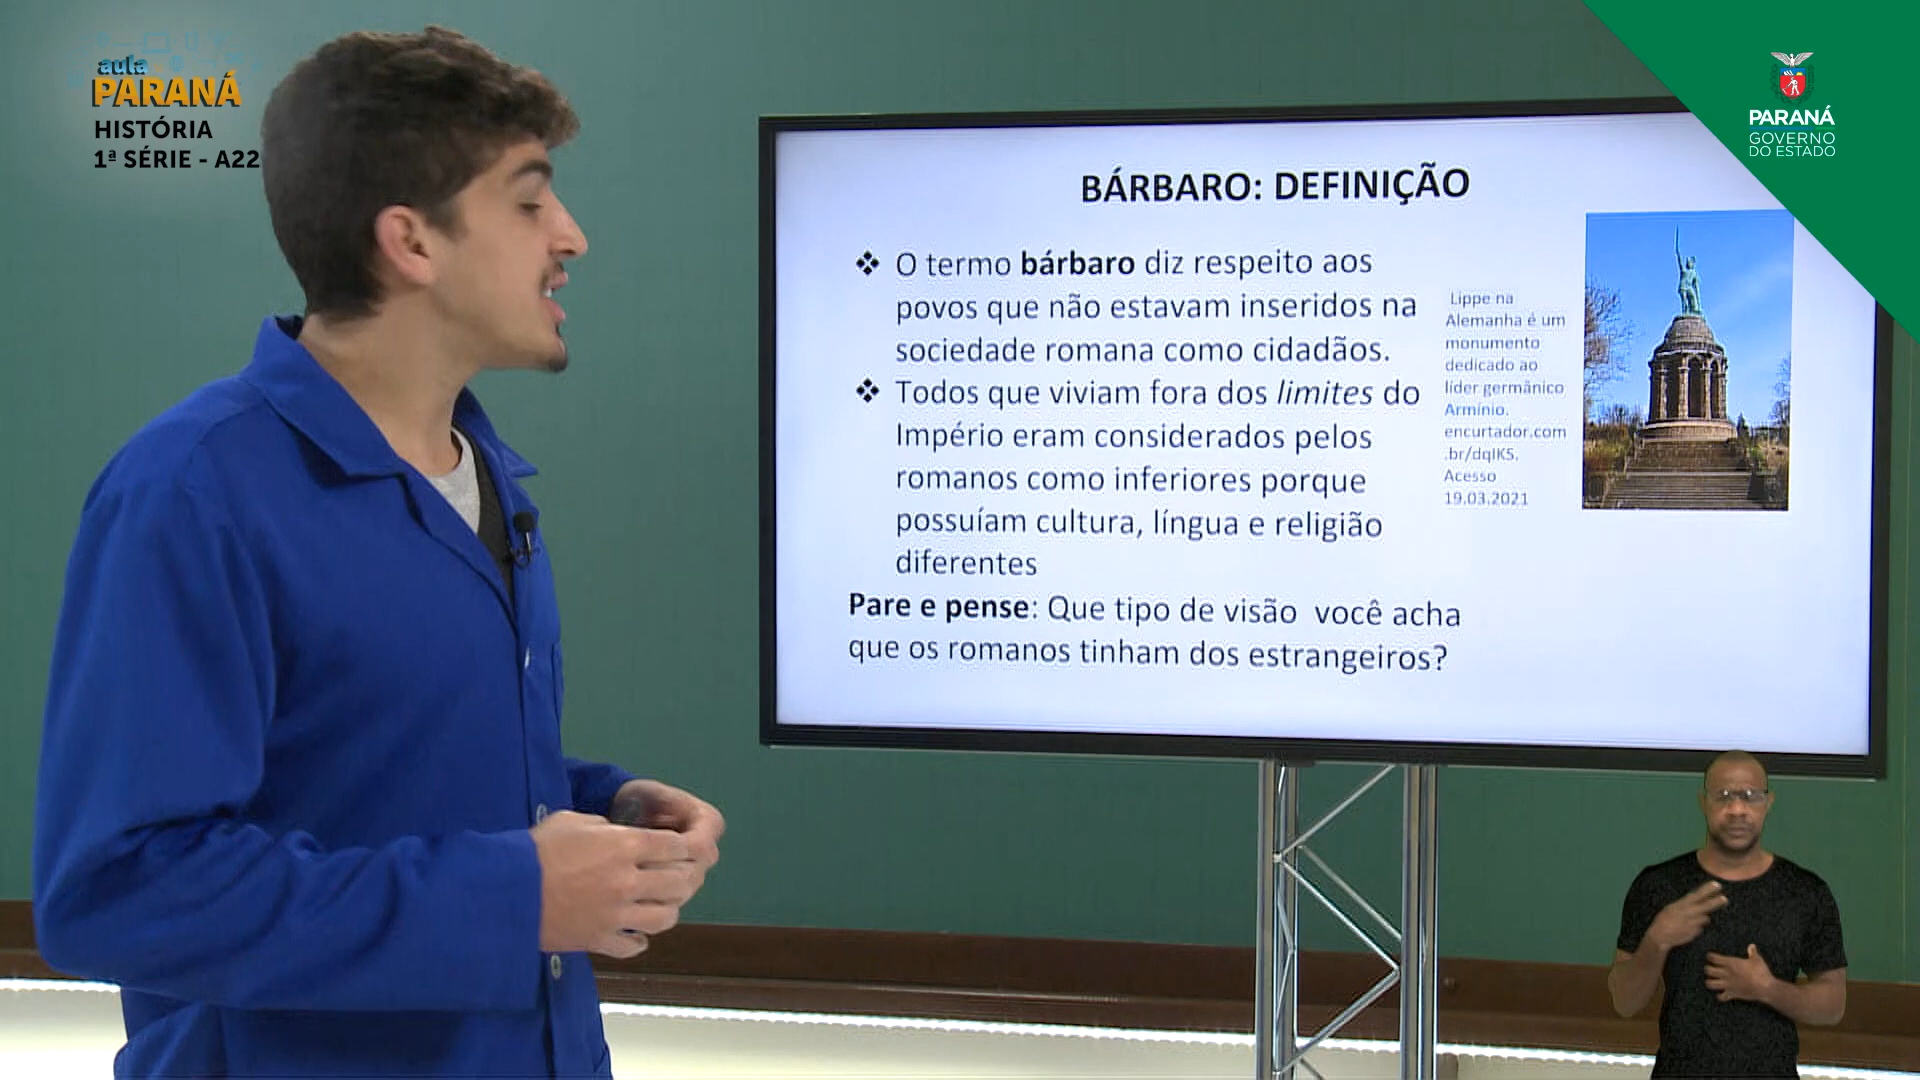 aula
PARANÁ
HISTÓRIA
1ª SÉRIE - A22
PARANÁ
GOVERNO
DO ESTADO
BÁRBARO: DEFINIÇÃO
❖ O termo bárbaro diz respeito aos
povos que não estavam inseridos na
sociedade romana como cidadãos.
❖ Todos que viviam fora dos limites do
Império eram considerados pelos
romanos como inferiores porque
possuíam cultura, língua e religião
diferentes
Pare e pense: Que tipo de visão você acha
que os romanos tinham dos estrangeiros?
Lippe na
Alemanha é um
monumento
dedicado ao
líder germânico
Armínio.
encurtador.com
.br/dqIK5.
Acesso
19.03.2021